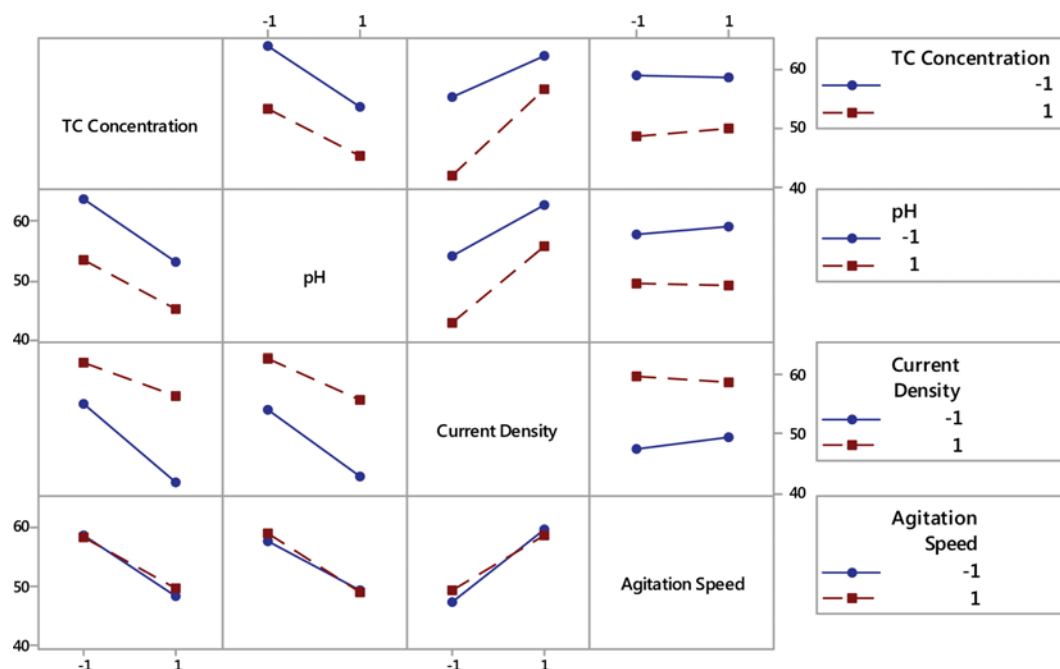 -1 1 -1 1
TC Concentration
60
50
40
TC Concentration
-1
1
60
50
40
pH
pH
-1
1
Current Density
60
50
40
Current
Density
-1
1
60
50
40
Agitation Speed
Agitation
Speed
-1
1
-1 1 -1 1